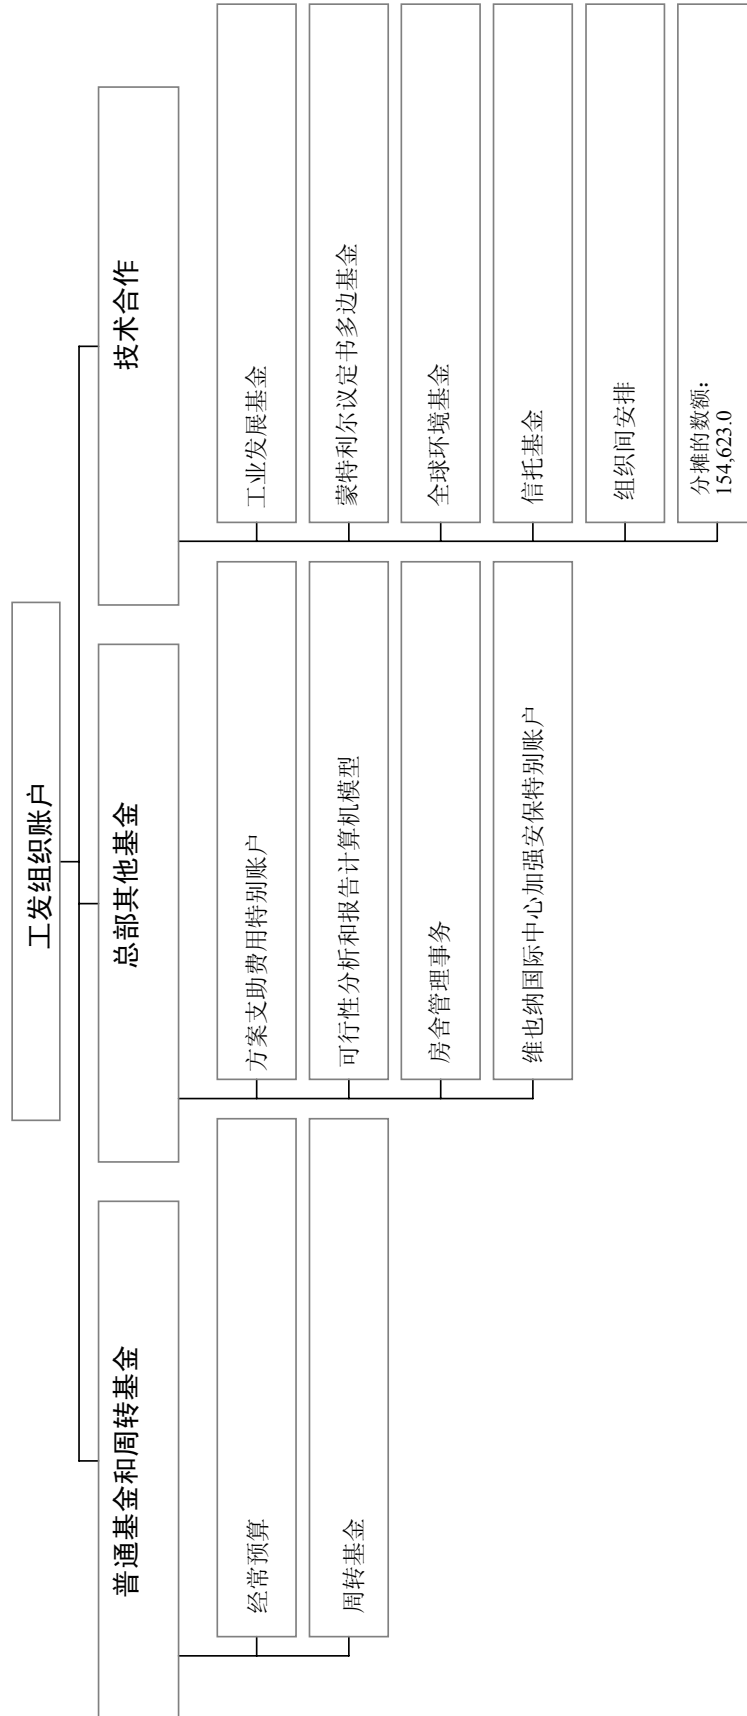 工发组织账户
普通基金和周转基金
经常预算
周转基金
总部其他基金
方案支助费用特别账户
可行性分析和报告计算机模型
房舍管理事务
维也纳国际中心加强安保特别账户
技术合作
工业发展基金
蒙特利尔议定书多边基金
全球环境基金
信托基金
组织间安排
分摊的数额：
154,623.0